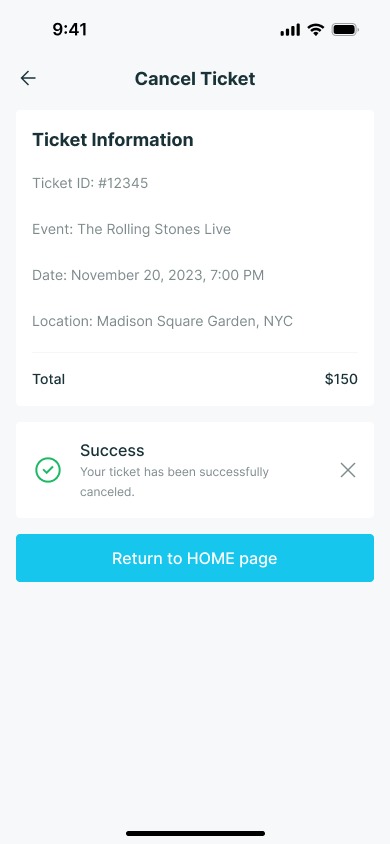 9:41
Cancel Ticket
Ticket Information
Ticket ID: #12345
Event: The Rolling Stones Live
Date: November 20, 2023, 7:00 PM
Location: Madison Square Garden, NYC
Total $150
Success
Your ticket has been successfully
canceled.
Return to HOME page